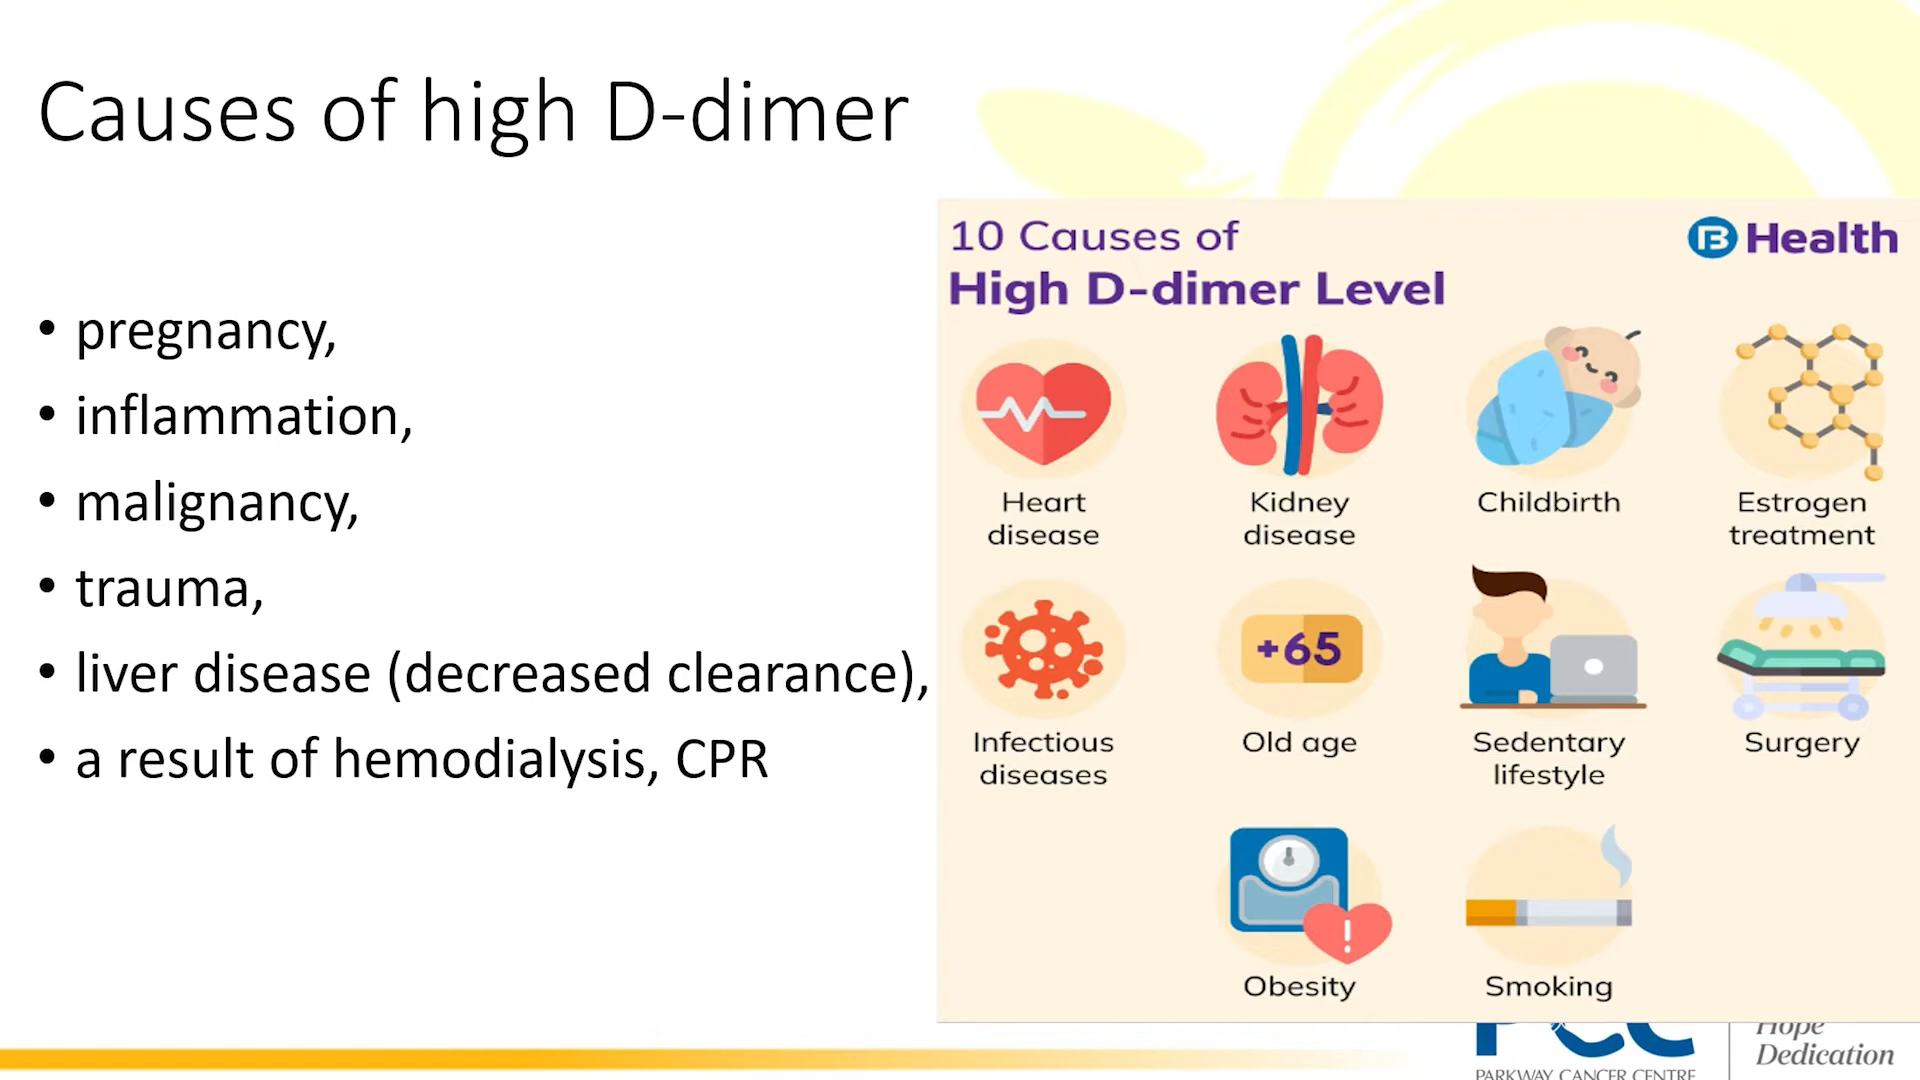 Causes of high D-dimer
• pregnancy,
• inflammation,
• malignancy,
• trauma,
• liver disease (decreased clearance),
• a result of hemodialysis, CPR
10 Causes of
High D-dimer Level
B Health
Heart
disease
Kidney
disease
Childbirth
Estrogen
treatment
Infectious
diseases
+65
Old age
Sedentary
lifestyle
Surgery
!
Obesity
Smoking
PCC
PARKWAY CANCER CENTRE
Hope
Dedication